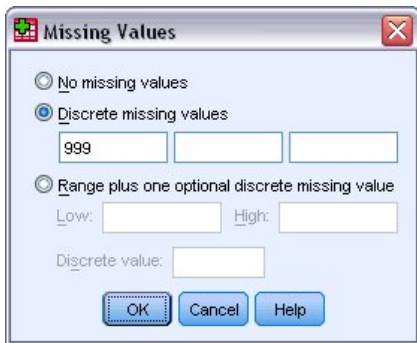 Missing Values
No missing values
Discrete missing values
999
Range plus one optional discrete missing value
Low: High:
Discrete value:
OK Cancel Help